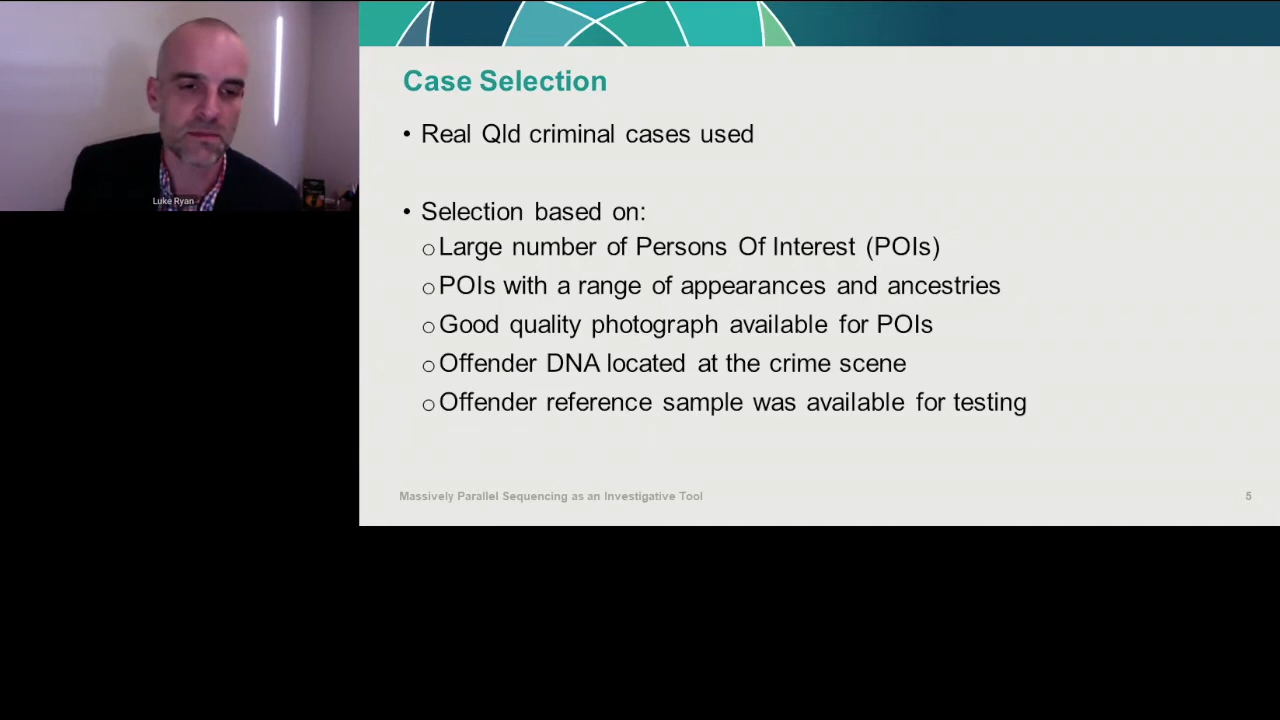 Luke Ryan
Case Selection
• Real Qld criminal cases used
• Selection based on:
o Large number of Persons Of Interest (POIs)
o POIs with a range of appearances and ancestries
o Good quality photograph available for POIs
o Offender DNA located at the crime scene
o Offender reference sample was available for testing
Massively Parallel Sequencing as an Investigative Tool
5